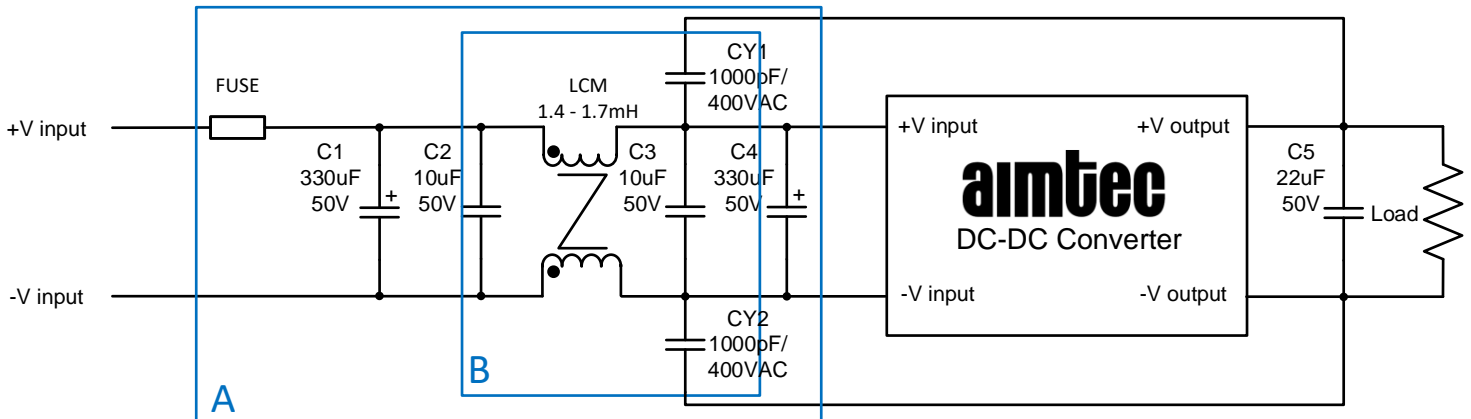 FUSE
+V input
-V input
C1
330uF
50V
+
C2
10uF
50V
LCM
1.4 - 1.7mH
C3
10uF
50V
C4
330uF
50V
+
CY1
1000pF/
400VAC
CY2
1000pF/
400VAC
A
B
+V input
+V output
aimtec
DC-DC Converter
-V input
-V output
C5
22uF
50V
Load